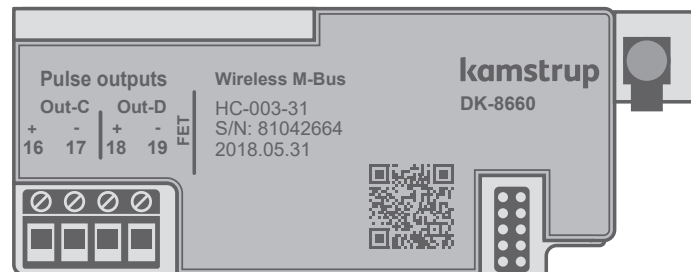 Pulse outputs
Out-C Out-D
+ - + -
16 17 18 19
FET
Wireless M-Bus
HC-003-31
S/N: 81042664
2018.05.31
kamstrup
DK-8660